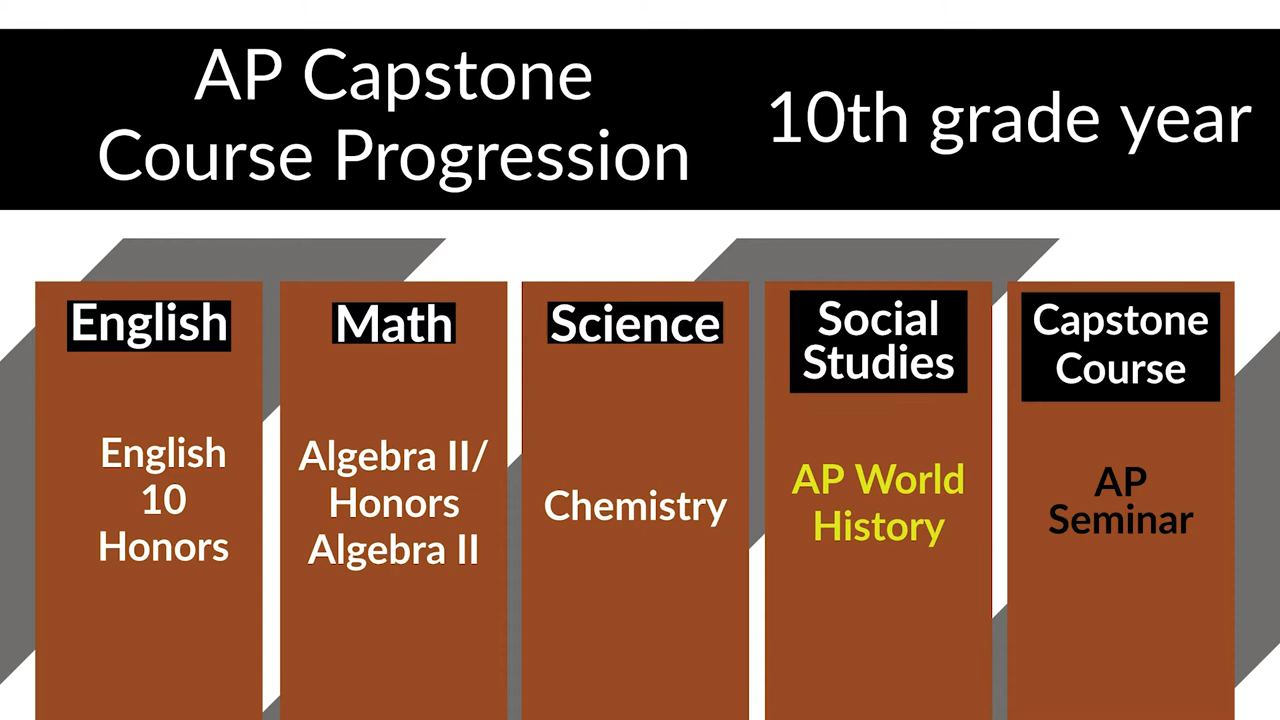 AP Capstone
Course Progression
10th grade year
English
English
10
Honors
Math
Algebra II/
Honors
Algebra II
Science
Chemistry
Social
Studies
AP World
History
Capstone
Course
AP
Seminar